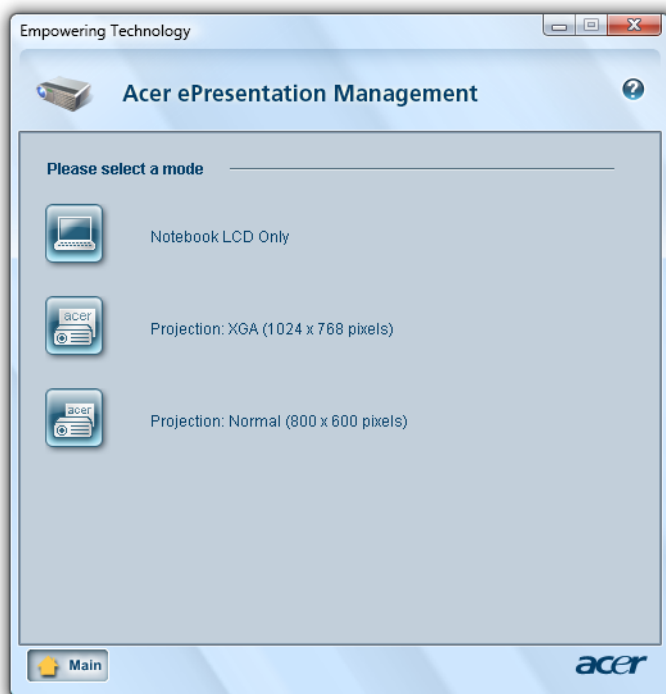 Empowering Technology
Acer ePresentation Management
Please select a mode
Notebook LCD Only
acer
Projection: XGA (1024 x 768 pixels)
acer
Projection: Normal (800 x 600 pixels)
Main
acer